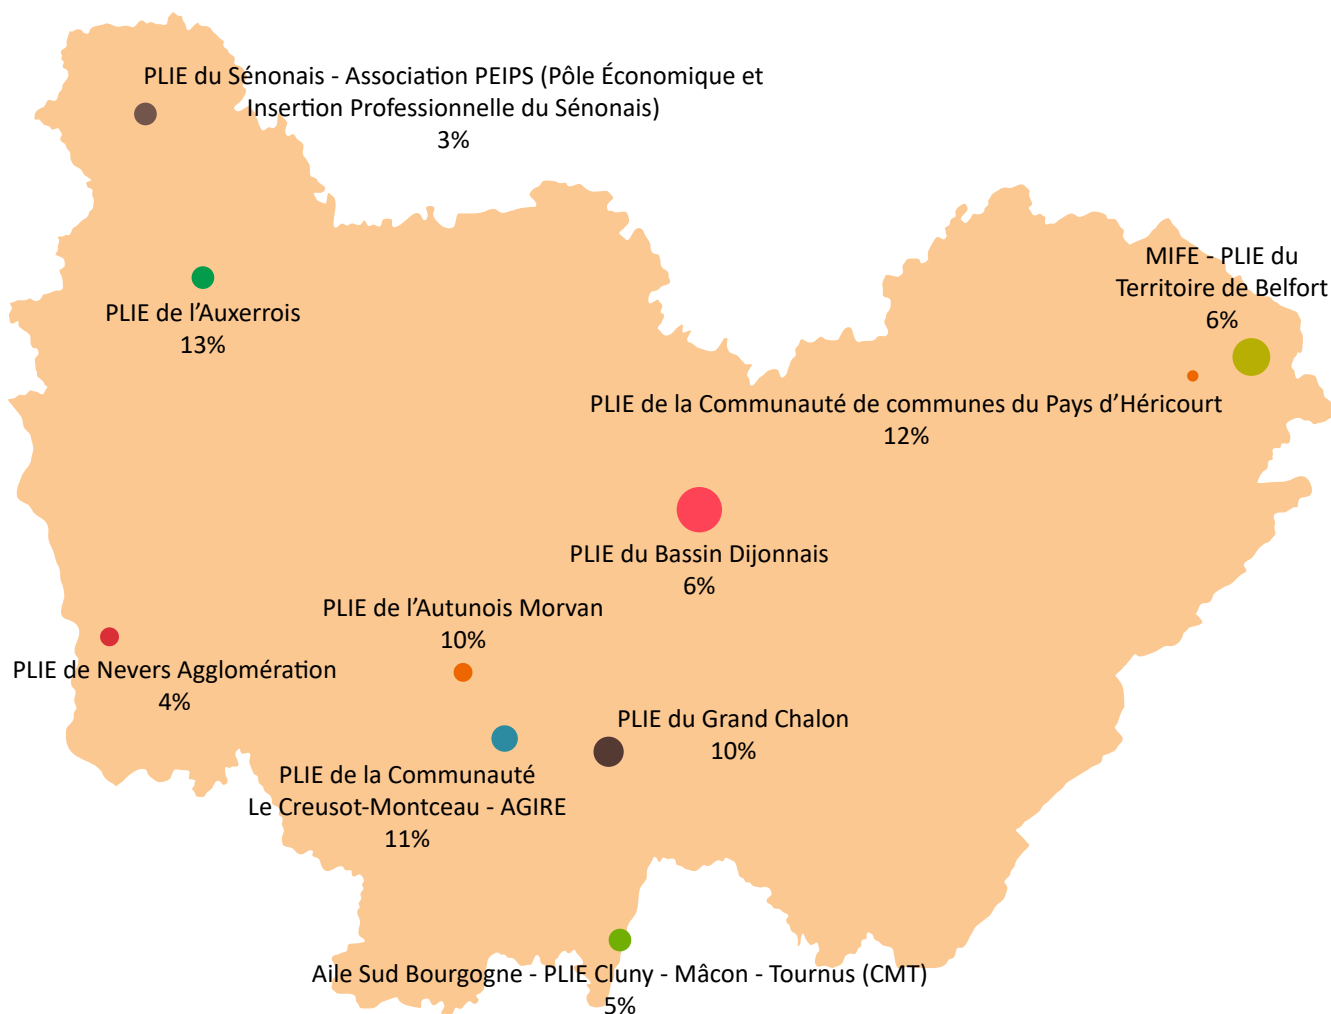 PLIE du Sénonais - Association PEIPS (Pôle Économique et
Insertion Professionnelle du Sénonais)
3%
MIFE - PLIE du
Territoire de Belfort
6%
PLIE de l’Auxerrois
13%
PLIE de la Communauté de communes du Pays d’Héricourt
12%
PLIE du Bassin Dijonnais
6%
PLIE de l’Autunois Morvan
10%
PLIE de Nevers Agglomération
4%
PLIE du Grand Chalon
10%
PLIE de la Communauté
Le Creusot-Montceau - AGIRE
11%
Aile Sud Bourgogne - PLIE Cluny - Mâcon - Tournus (CMT)
5%